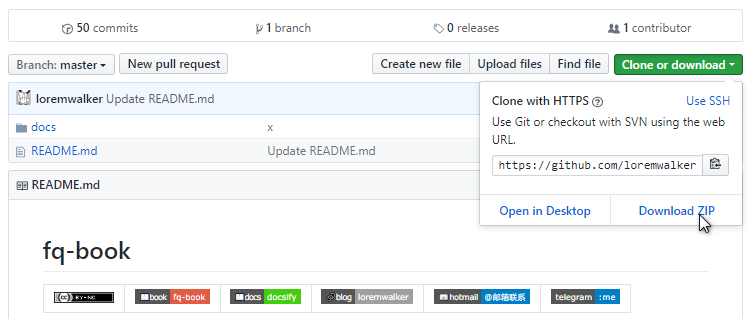 50 commits 1 branch 0 releases 1 contributor
Branch: master New pull request Create new file Upload files Find file Clone or download
loremwalker Update README.md
docs x
README.md Update README.md
Clone with HTTPS Use SSH
Use Git or checkout with SVN using the web
URL.
https://github.com/loremwalker
Open in Desktop Download ZIP
README.md
fq-book
cc BY-NC book fq-book docs docsify blog loremwalker hotmail @邮箱联系 telegram :me